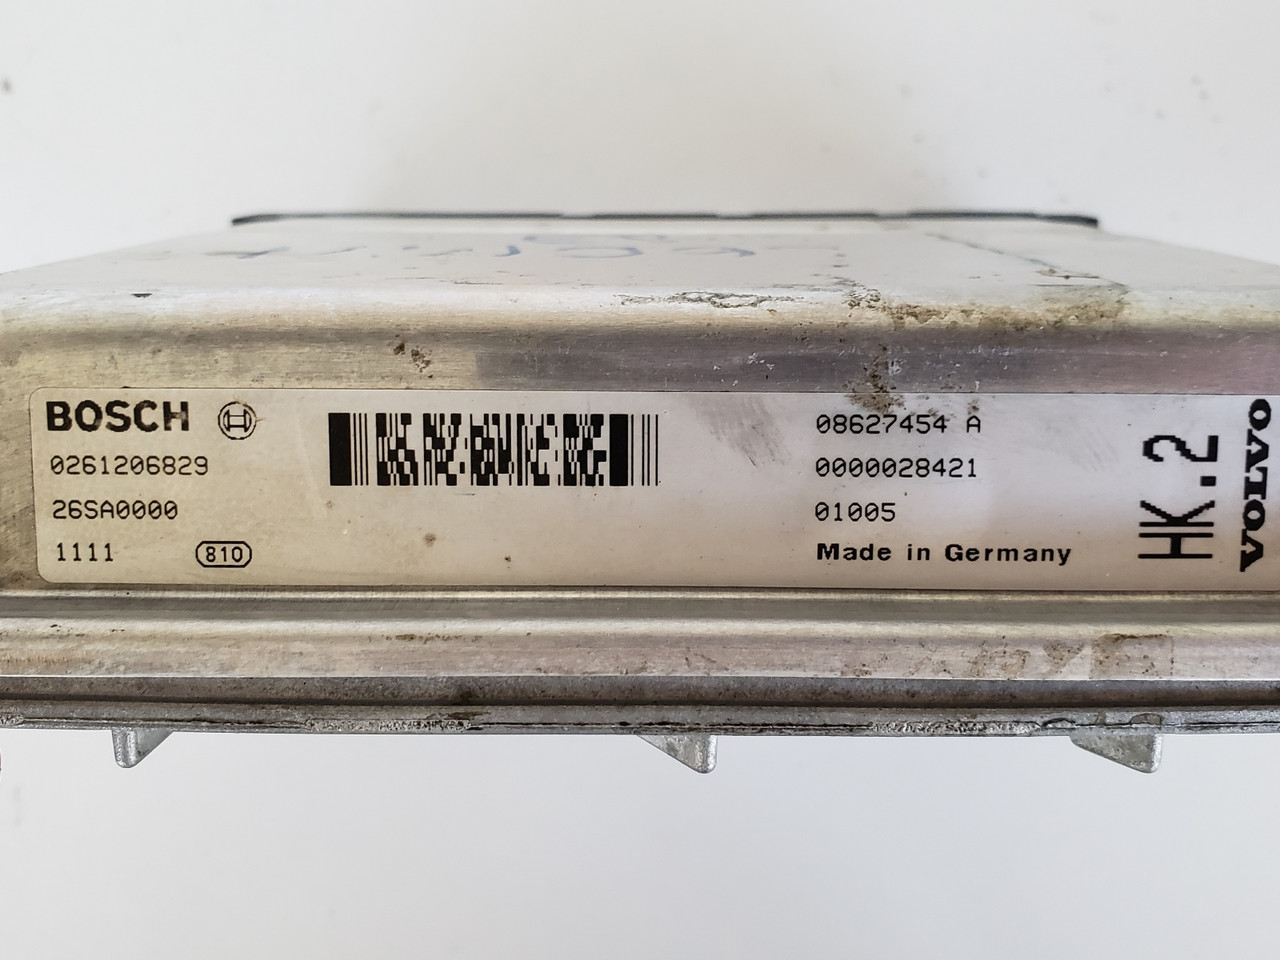 BOSCH
0261206829
26SA0000
1111 810
08627454 A
0000028421
01005
Made in Germany
HK.2
VOLVO